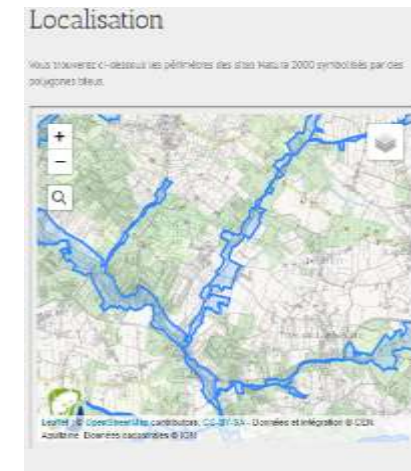 Localisation
Vous trouverez ci-dessous les périmètres des sites Natura 2000 symbolisés par des
polygones bleus.
+
−
Leaflet | © OpenStreetMap contributors, CC-BY-SA - Données et intégration © CEN
Aquitaine Données cadastrales © IGN